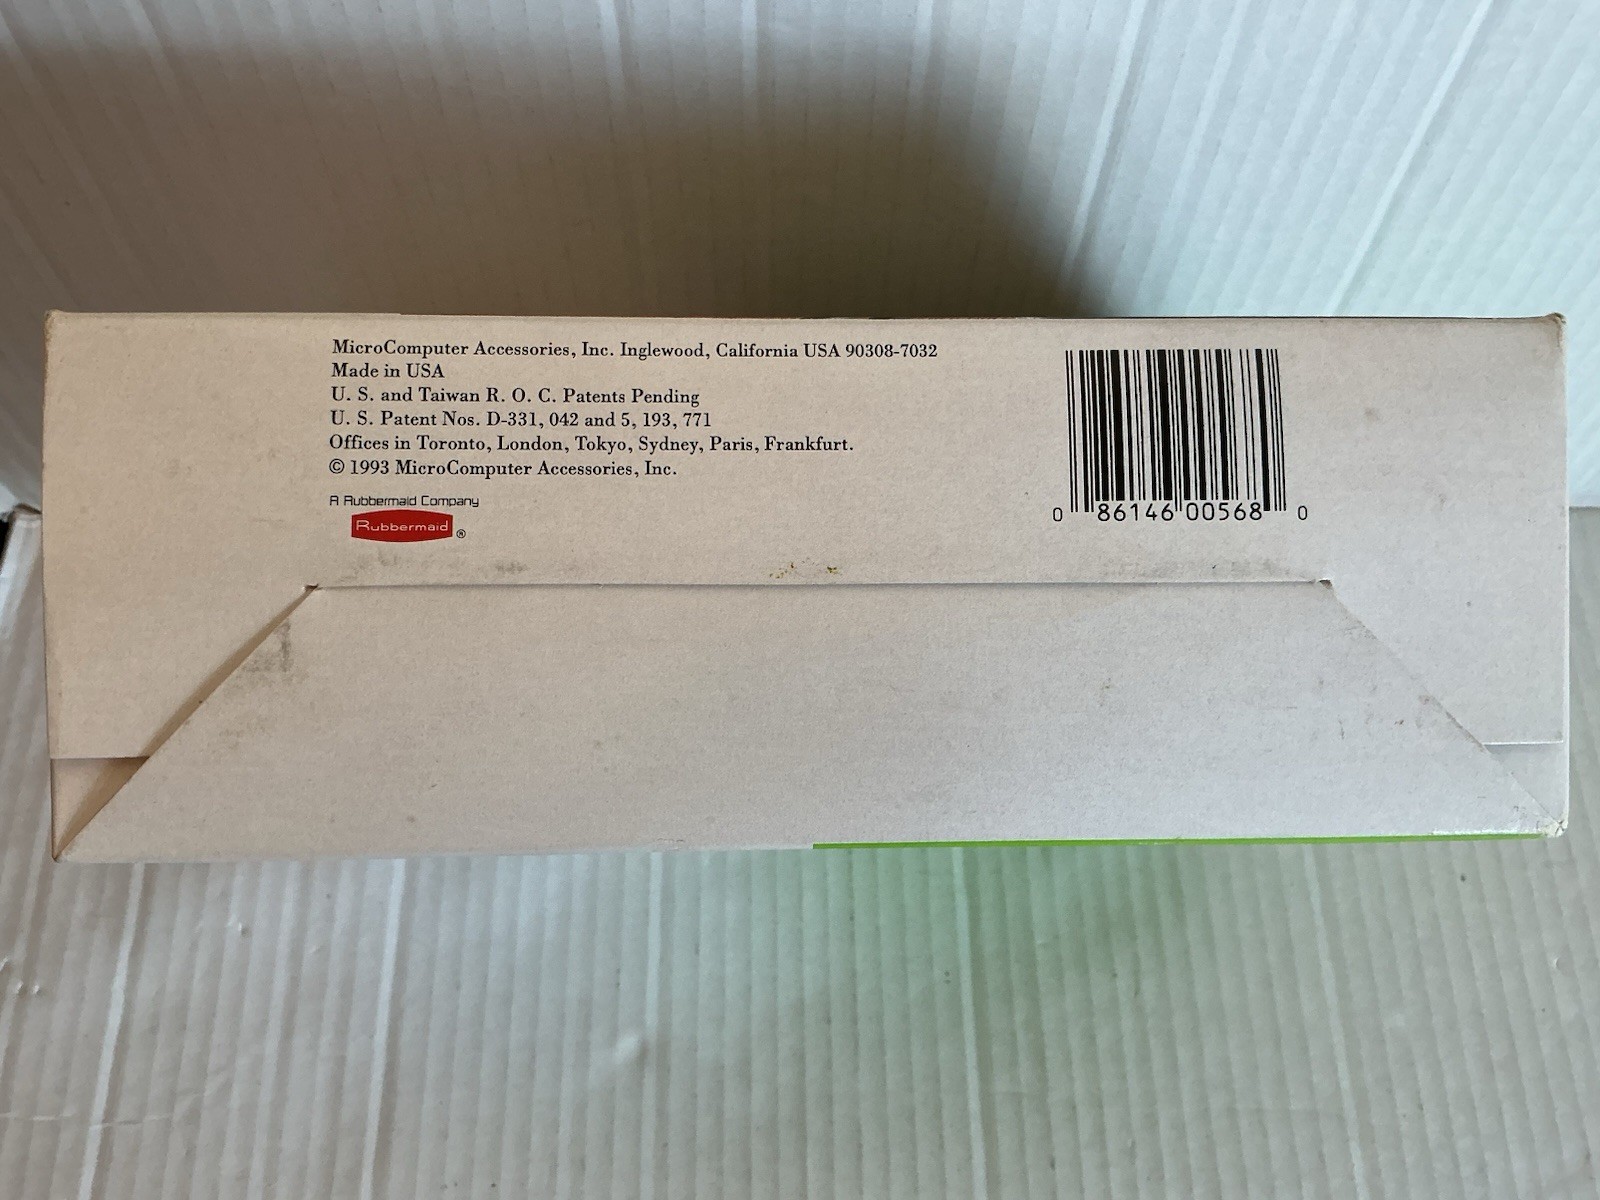 MicroComputer Accessories, Inc. Inglewood, California USA 90308-7032
Made in USA
U. S. and Taiwan R. O. C. Patents Pending
U. S. Patent Nos. D-331, 042 and 5, 193, 771
Offices in Toronto, London, Tokyo, Sydney, Paris, Frankfurt.
© 1993 MicroComputer Accessories, Inc.
A Rubbermaid Company
Rubbermaid ®
0 86146 00568 0